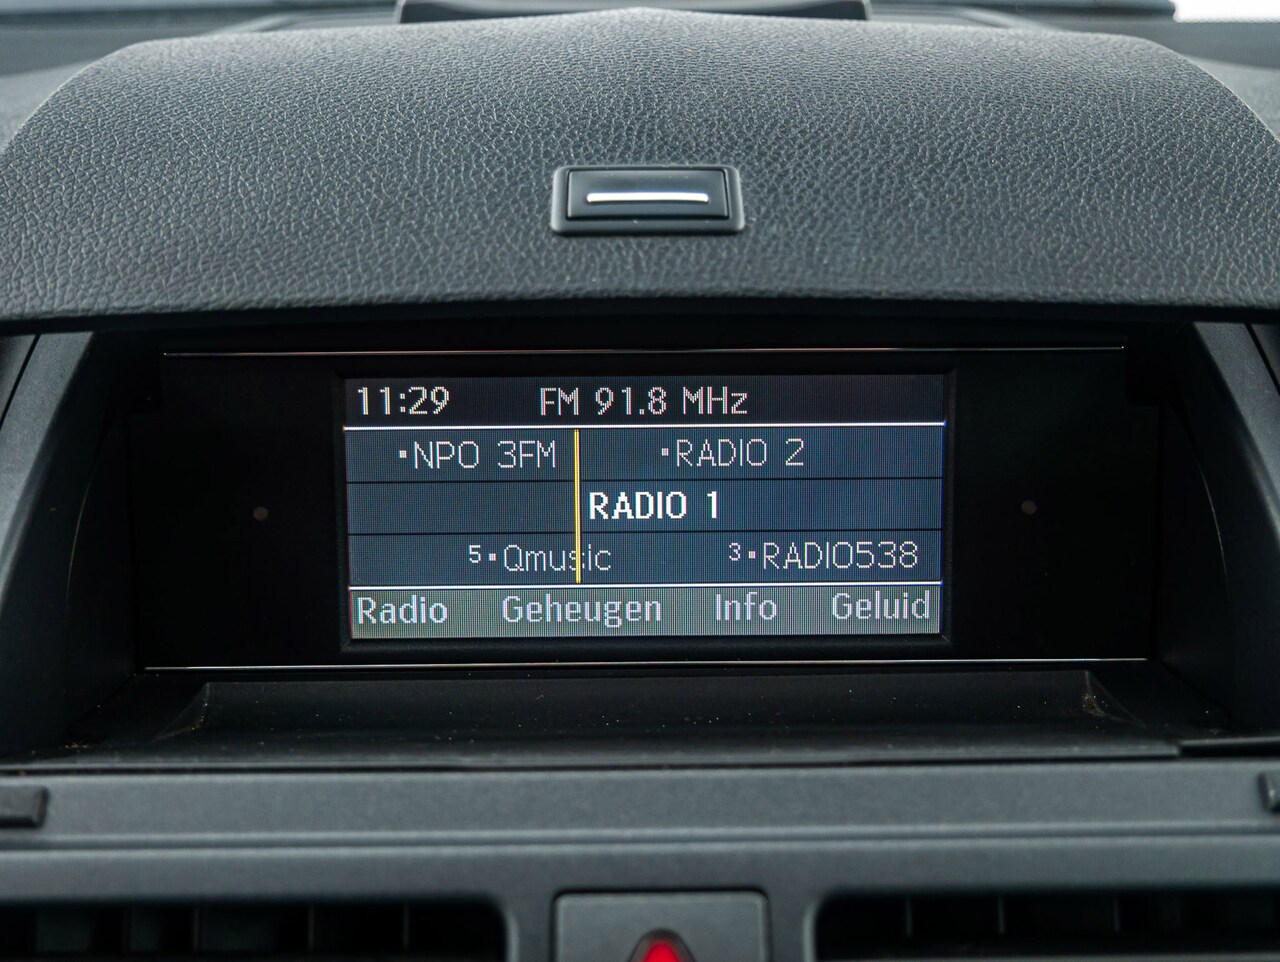 11:29 FM 91.8 MHz
▪NPO 3FM ▪RADIO 2
RADIO 1
5▪Qmusic 3▪RADIO538
Radio Geheugen Info Geluid